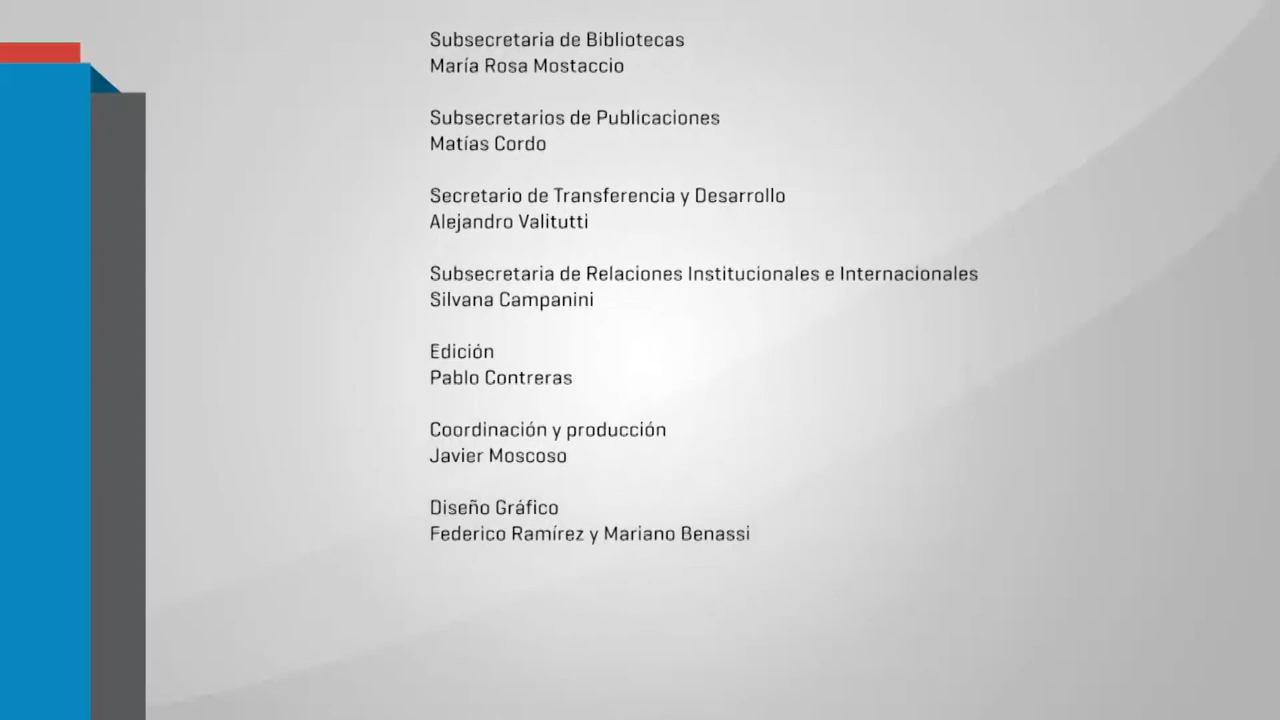 Subsecretaria de Bibliotecas
María Rosa Mostaccio
Subsecretarios de Publicaciones
Matías Cordo
Secretario de Transferencia y Desarrollo
Alejandro Valitutti
Subsecretaria de Relaciones Institucionales e Internacionales
Silvana Campanini
Edición
Pablo Contreras
Coordinación y producción
Javier Moscoso
Diseño Gráfico
Federico Ramírez y Mariano Benassi